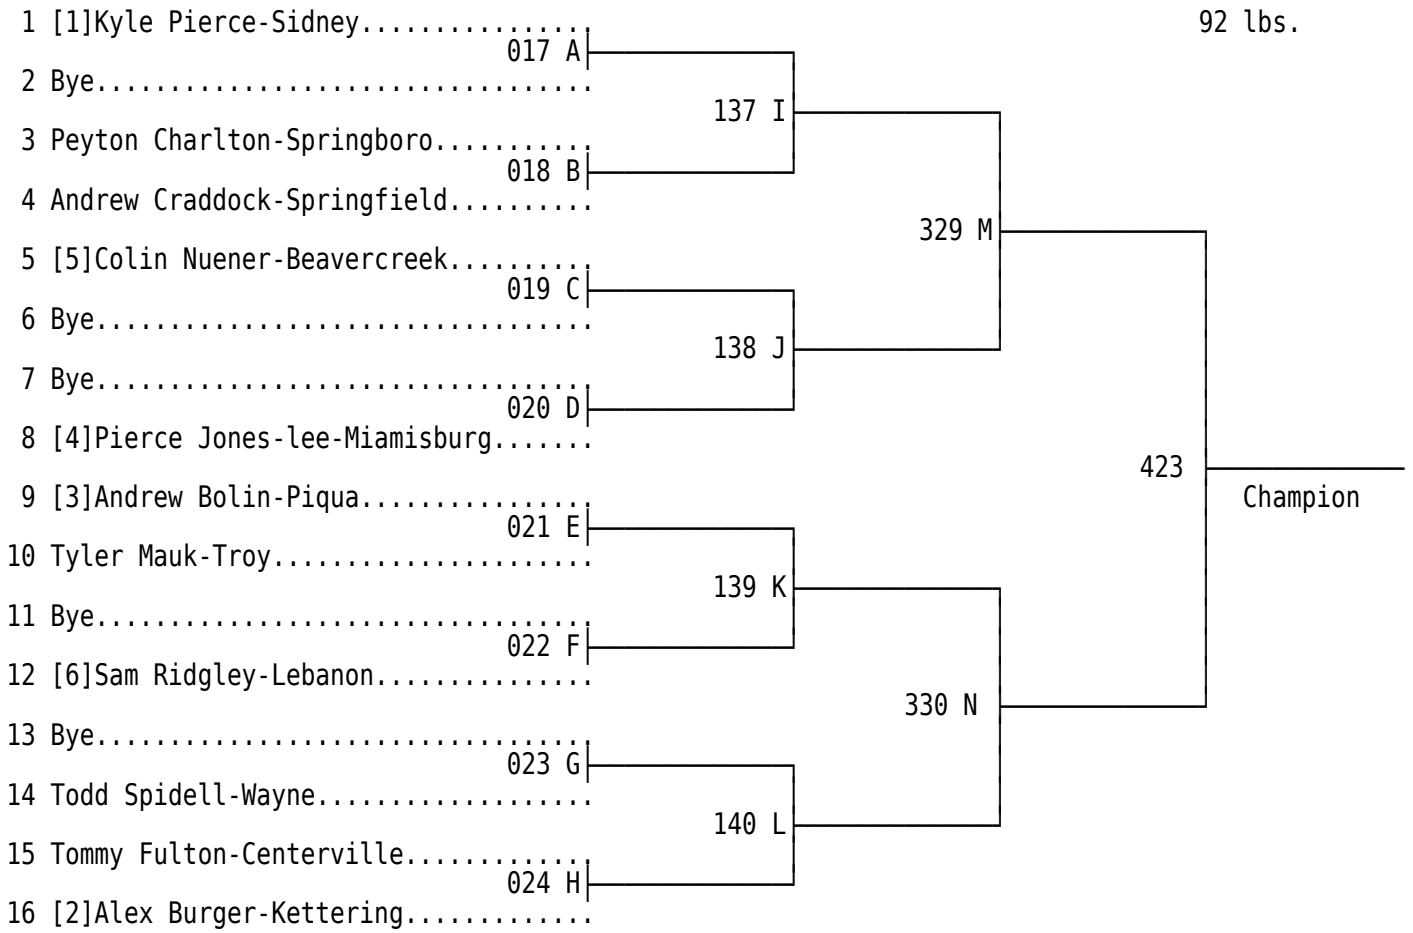 1 [1]Kyle Pierce-Sidney................ 92 lbs.
017 A
2 Bye..................................
137 I
3 Peyton Charlton-Springboro...........
018 B
4 Andrew Craddock-Springfield..........
329 M
5 [5]Colin Nuener-Beavercreek..........
019 C
6 Bye..................................
138 J
7 Bye..................................
020 D
8 [4]Pierce Jones-lee-Miamisburg.......
423
9 [3]Andrew Bolin-Piqua................
Champion
021 E
10 Tyler Mauk-Troy......................
139 K
11 Bye..................................
022 F
12 [6]Sam Ridgley-Lebanon...............
330 N
13 Bye..................................
023 G
14 Todd Spidell-Wayne...................
140 L
15 Tommy Fulton-Centerville.............
024 H
16 [2]Alex Burger-Kettering.............